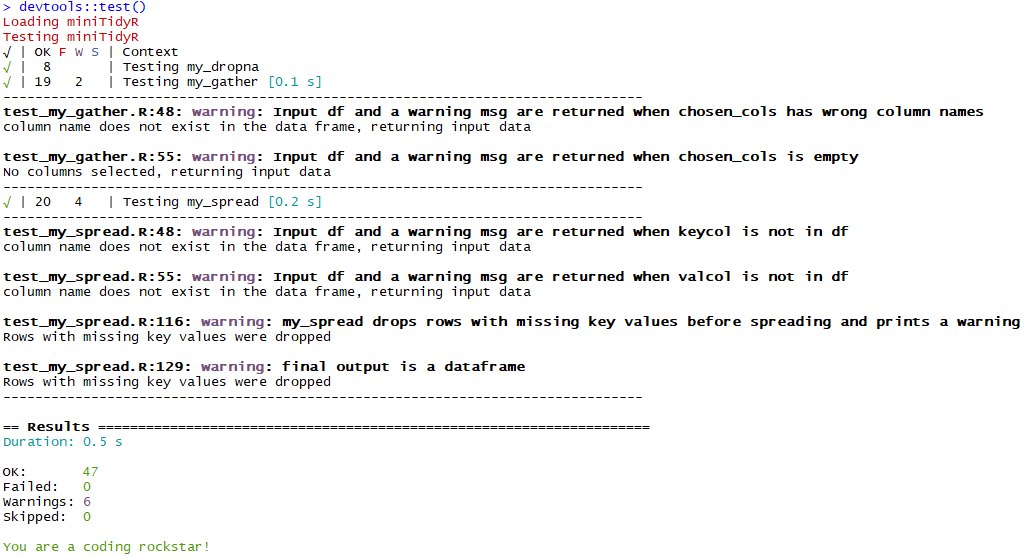 > devtools::test()
Loading miniTidyR
Testing miniTidyR
√ | OK F W S | Context
√ |  8       | Testing my_dropna
√ | 19   2   | Testing my_gather [0.1 s]
--------------------------------------------------------------------------------
test_my_gather.R:48: warning: Input df and a warning msg are returned when chosen_cols has wrong column names
column name does not exist in the data frame, returning input data

test_my_gather.R:55: warning: Input df and a warning msg are returned when chosen_cols is empty
No columns selected, returning input data
--------------------------------------------------------------------------------
√ | 20   4   | Testing my_spread [0.2 s]
--------------------------------------------------------------------------------
test_my_spread.R:48: warning: Input df and a warning msg are returned when keycol is not in df
column name does not exist in the data frame, returning input data

test_my_spread.R:55: warning: Input df and a warning msg are returned when valcol is not in df
column name does not exist in the data frame, returning input data

test_my_spread.R:116: warning: my_spread drops rows with missing key values before spreading and prints a warning
Rows with missing key values were dropped

test_my_spread.R:129: warning: final output is a dataframe
Rows with missing key values were dropped
--------------------------------------------------------------------------------

== Results =====================================================================
Duration: 0.5 s

OK:       47
Failed:   0
Warnings: 6
Skipped:  0

You are a coding rockstar!